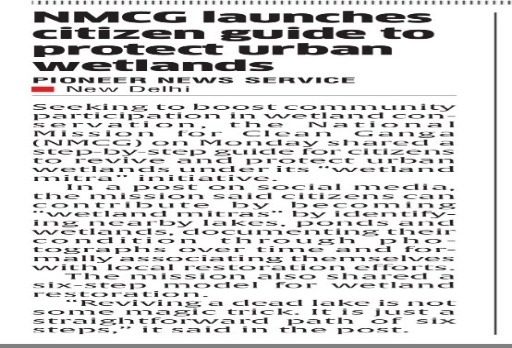 NMCG launches
citizen guide to
protect urban
wetlands
PIONEER NEWS SERVICE
New Delhi
Seeking to boost community
participation in wetland con-
servation, the National
Mission for Clean Ganga
(NMCG) on Monday shared a
step-by-step guide for citizens
to revive and protect urban
wetlands under its "wetland
mitra" initiative.
In a post on social media,
the mission said citizens can
contribute by becoming
"wetland mitras" by identify-
ing nearby lakes, ponds and
wetlands, documenting their
condition through pho-
tographs over time and for-
mally associating themselves
with local restoration efforts.
The mission also shared a
six-step model for wetland
restoration.
"Reviving a dead lake is not
some magic trick. It is just a
straightforward path of six
steps," it said in the post.